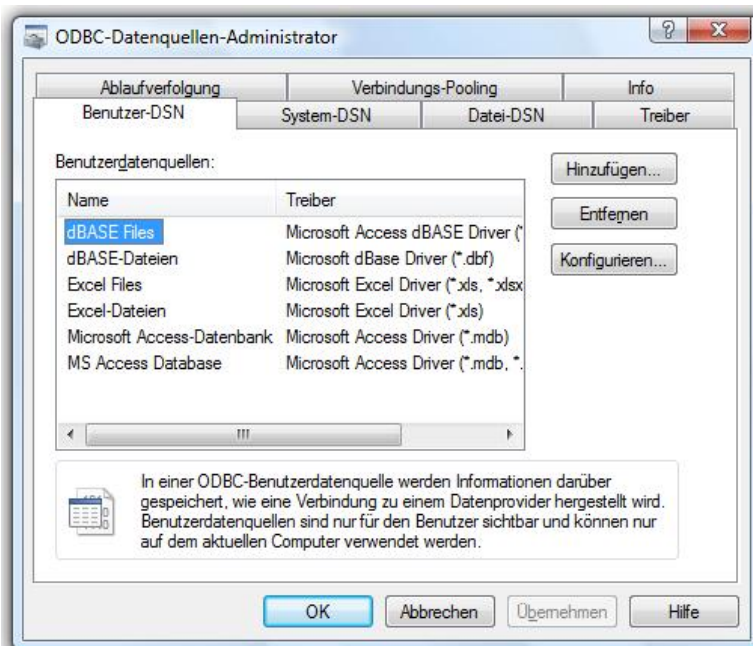 ODBC-Datenquellen-Administrator
Ablaufverfolgung Verbindungs-Pooling Info
Benutzer-DSN System-DSN Datei-DSN Treiber
Benutzerdatenquellen:
Name Treiber
dBASE Files Microsoft Access dBASE Driver (*
dBASE-Dateien Microsoft dBase Driver (*.dbf)
Excel Files Microsoft Excel Driver (*.xls, *.xlsx
Excel-Dateien Microsoft Excel Driver (*.xls)
Microsoft Access-Datenbank Microsoft Access Driver (*.mdb)
MS Access Database Microsoft Access Driver (*.mdb, *.
Hinzufügen...
Entfernen
Konfigurieren...
In einer ODBC-Benutzerdatenquelle werden Informationen darüber
gespeichert, wie eine Verbindung zu einem Datenprovider hergestellt wird.
Benutzerdatenquellen sind nur für den Benutzer sichtbar und können nur
auf dem aktuellen Computer verwendet werden.
OK Abbrechen Übernehmen Hilfe